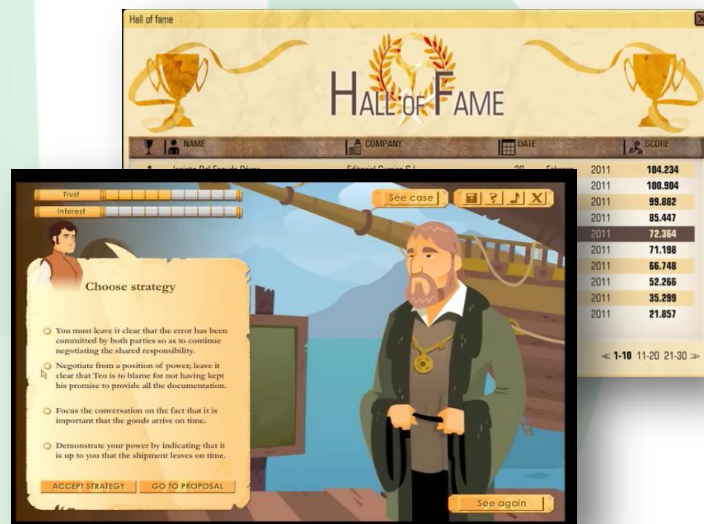 Hall of fame
HALL OF FAME
NAME COMPANY DATE SCORE
2011 104.234
2011 100.904
2011 99.882
2011 85.447
2011 72.364
2011 71.198
2011 66.748
2011 52.266
2011 35.299
2011 21.857
≪ 1-10 11-20 21-30 ≫
Trust
Interest
See case
? X
Choose strategy
You must leave it clear that the error has been
committed by both parties so as to continue
negotiating the shared responsibility.
Negotiate from a position of power; leave it
clear that Teo is to blame for not having kept
his promise to provide all the documentation.
Focus the conversation on the fact that it is
important that the goods arrive on time.
Demonstrate your power by indicating that it
is up to you that the shipment leaves on time.
ACCEPT STRATEGY GO TO PROPOSAL
See again